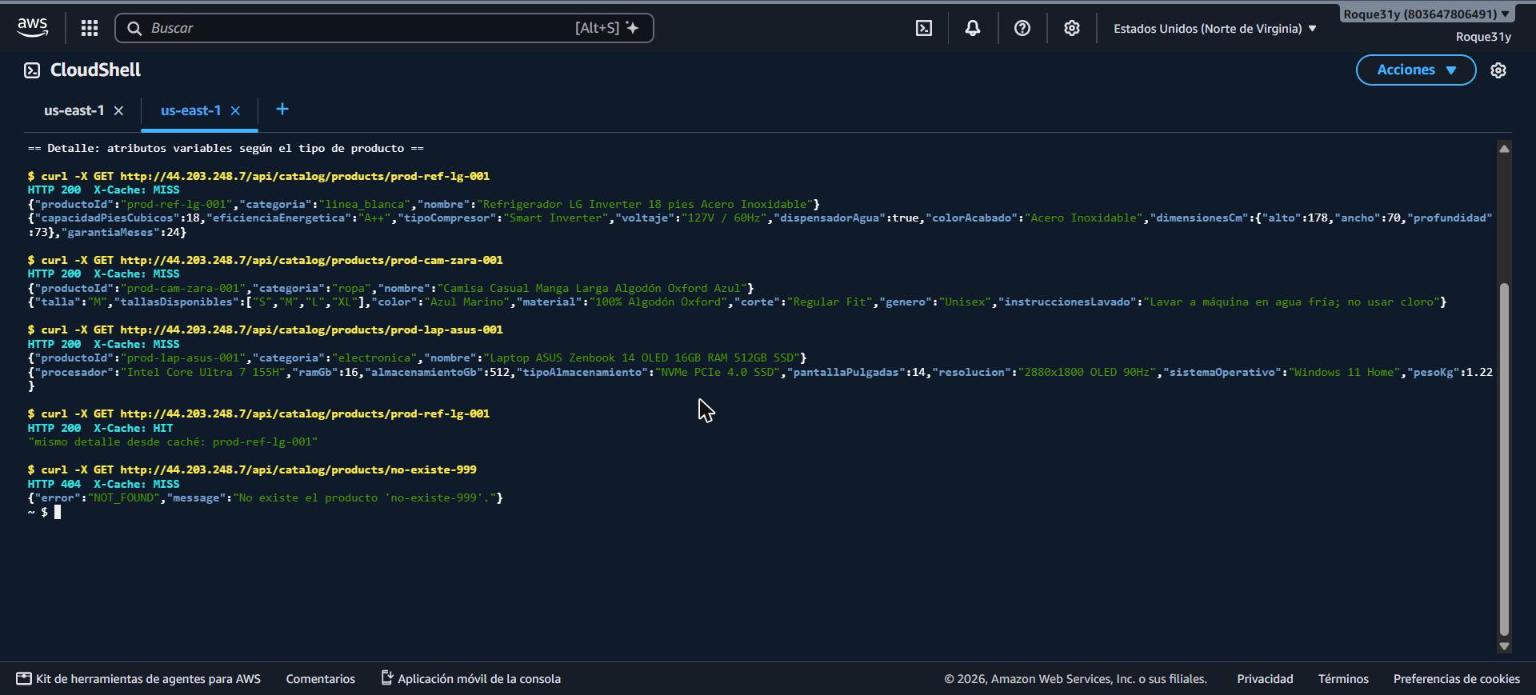 aws
Buscar
[Alt+S]
Estados Unidos (Norte de Virginia) ▼
Roque31y (803647806491) ▼
Roque31y
CloudShell
Acciones ▼
us-east-1 ×
us-east-1 ×
+
== Detalle: atributos variables según el tipo de producto ==
$ curl -X GET http://44.203.248.7/api/catalog/products/prod-ref-lg-001
HTTP 200  X-Cache: MISS
{"productoId":"prod-ref-lg-001","categoria":"linea_blanca","nombre":"Refrigerador LG Inverter 18 pies Acero Inoxidable"}
{"capacidadPiesCubicos":18,"eficienciaEnergetica":"A++","tipoCompresor":"Smart Inverter","voltaje":"127V / 60Hz","dispensadorAgua":true,"colorAcabado":"Acero Inoxidable","dimensionesCm":{"alto":178,"ancho":70,"profundidad"
:73},"garantiaMeses":24}
$ curl -X GET http://44.203.248.7/api/catalog/products/prod-cam-zara-001
HTTP 200  X-Cache: MISS
{"productoId":"prod-cam-zara-001","categoria":"ropa","nombre":"Camisa Casual Manga Larga Algodón Oxford Azul"}
{"talla":"M","tallasDisponibles":["S","M","L","XL"],"color":"Azul Marino","material":"100% Algodón Oxford","corte":"Regular Fit","genero":"Unisex","instruccionesLavado":"Lavar a máquina en agua fría; no usar cloro"}
$ curl -X GET http://44.203.248.7/api/catalog/products/prod-lap-asus-001
HTTP 200  X-Cache: MISS
{"productoId":"prod-lap-asus-001","categoria":"electronica","nombre":"Laptop ASUS Zenbook 14 OLED 16GB RAM 512GB SSD"}
{"procesador":"Intel Core Ultra 7 155H","ramGb":16,"almacenamientoGb":512,"tipoAlmacenamiento":"NVMe PCIe 4.0 SSD","pantallaPulgadas":14,"resolucion":"2880x1800 OLED 90Hz","sistemaOperativo":"Windows 11 Home","pesoKg":1.22
}
$ curl -X GET http://44.203.248.7/api/catalog/products/prod-ref-lg-001
HTTP 200  X-Cache: HIT
"mismo detalle desde caché: prod-ref-lg-001"
$ curl -X GET http://44.203.248.7/api/catalog/products/no-existe-999
HTTP 404  X-Cache: MISS
{"error":"NOT_FOUND","message":"No existe el producto 'no-existe-999'."}
~ $
Kit de herramientas de agentes para AWS
Comentarios
Aplicación móvil de la consola
© 2026, Amazon Web Services, Inc. o sus filiales.
Privacidad
Términos
Preferencias de cookies